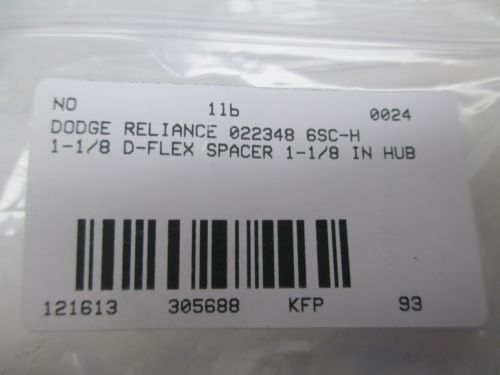 NO 1lb 0024
DODGE RELIANCE 022348 6SC-H
1-1/8 D-FLEX SPACER 1-1/8 IN HUB
121613 305688 KFP 93